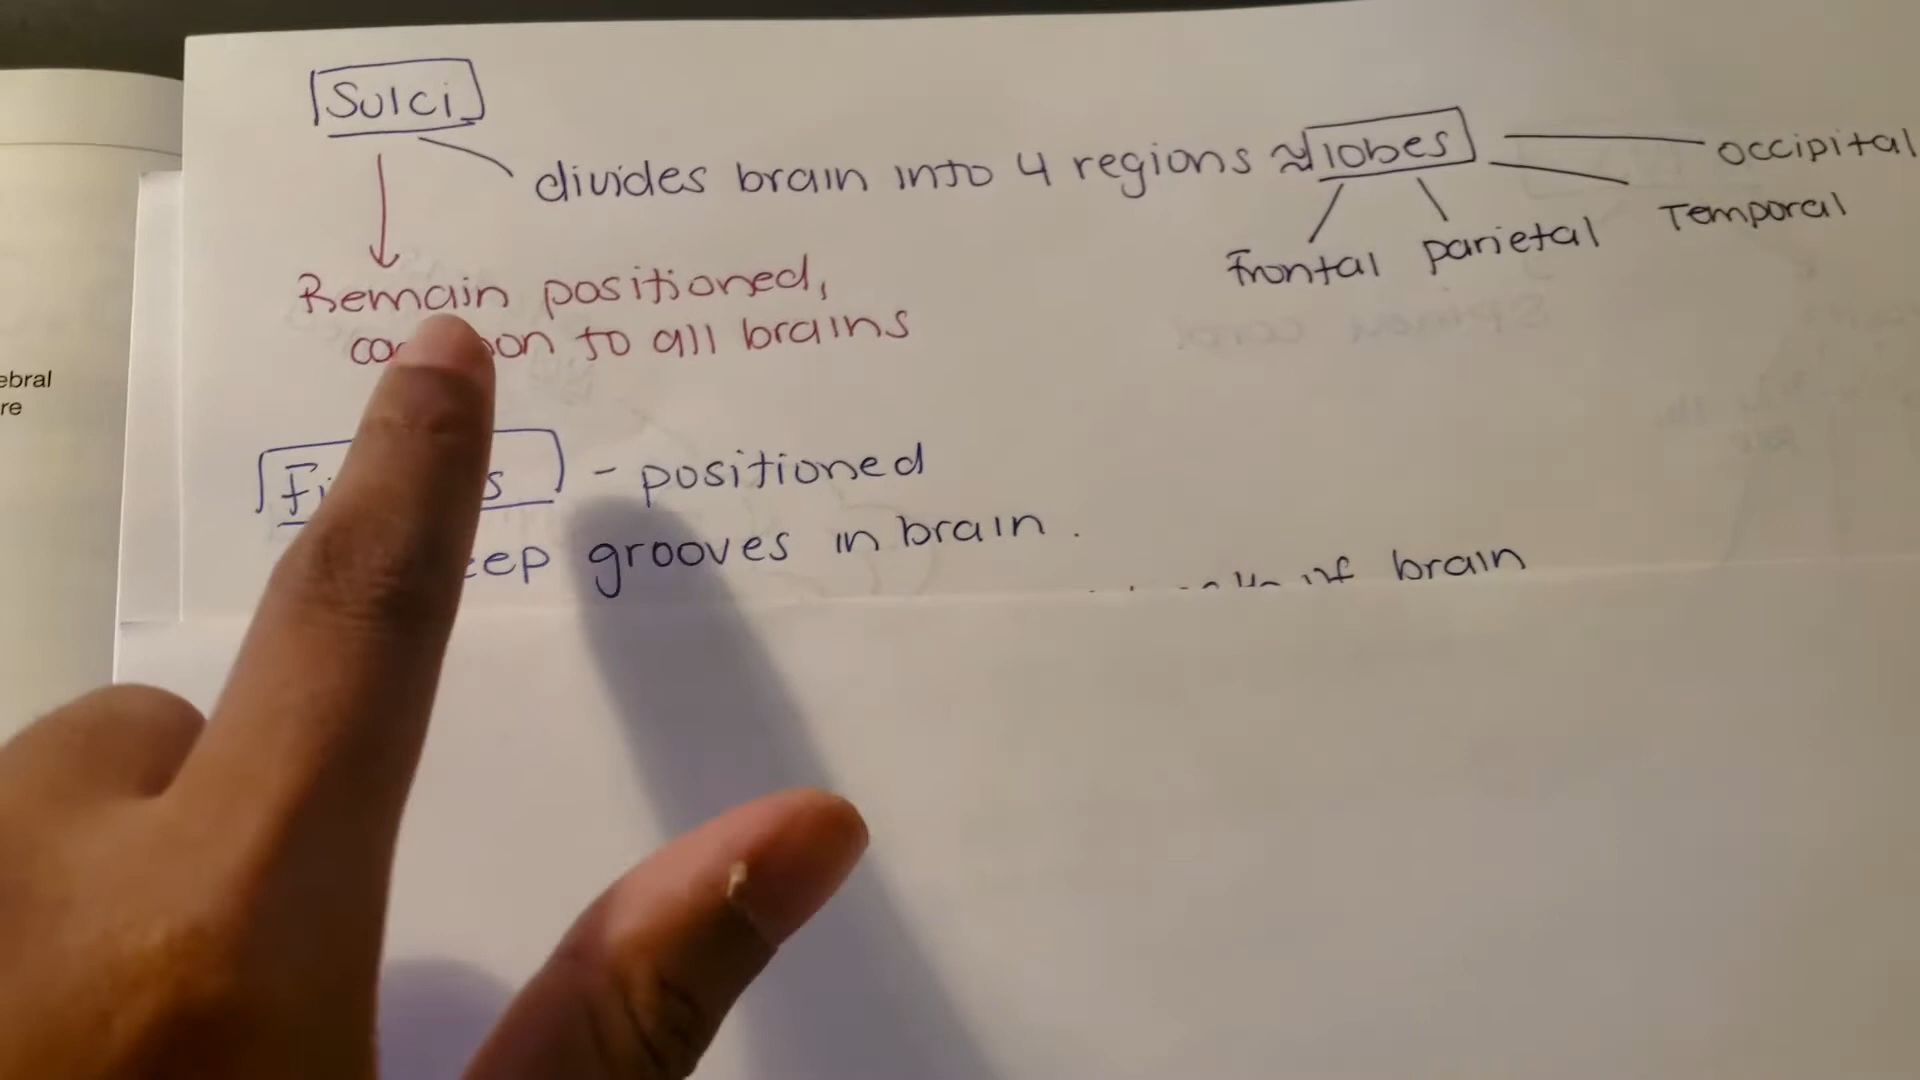 Sulci
divides brain into 4 regions ≈ lobes
occipital
Temporal
Frontal parietal
Remain positioned,
to all brains
- positioned
grooves in brain.
brain
ebral
re